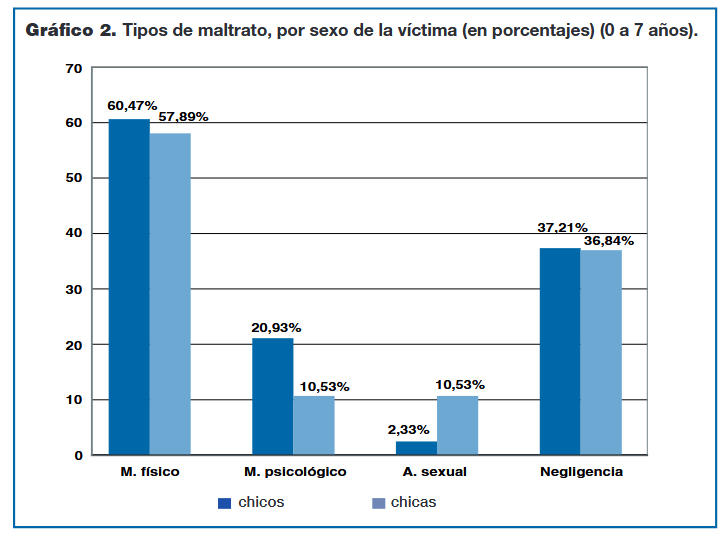 Gráfico 2. Tipos de maltrato, por sexo de la víctima (en porcentajes) (0 a 7 años).
70
60
50
40
30
20
10
0
60,47%
57,89%
20,93%
10,53%
2,33%
10,53%
37,21%
36,84%
M. físico
M. psicológico
A. sexual
Negligencia
chicos
chicas